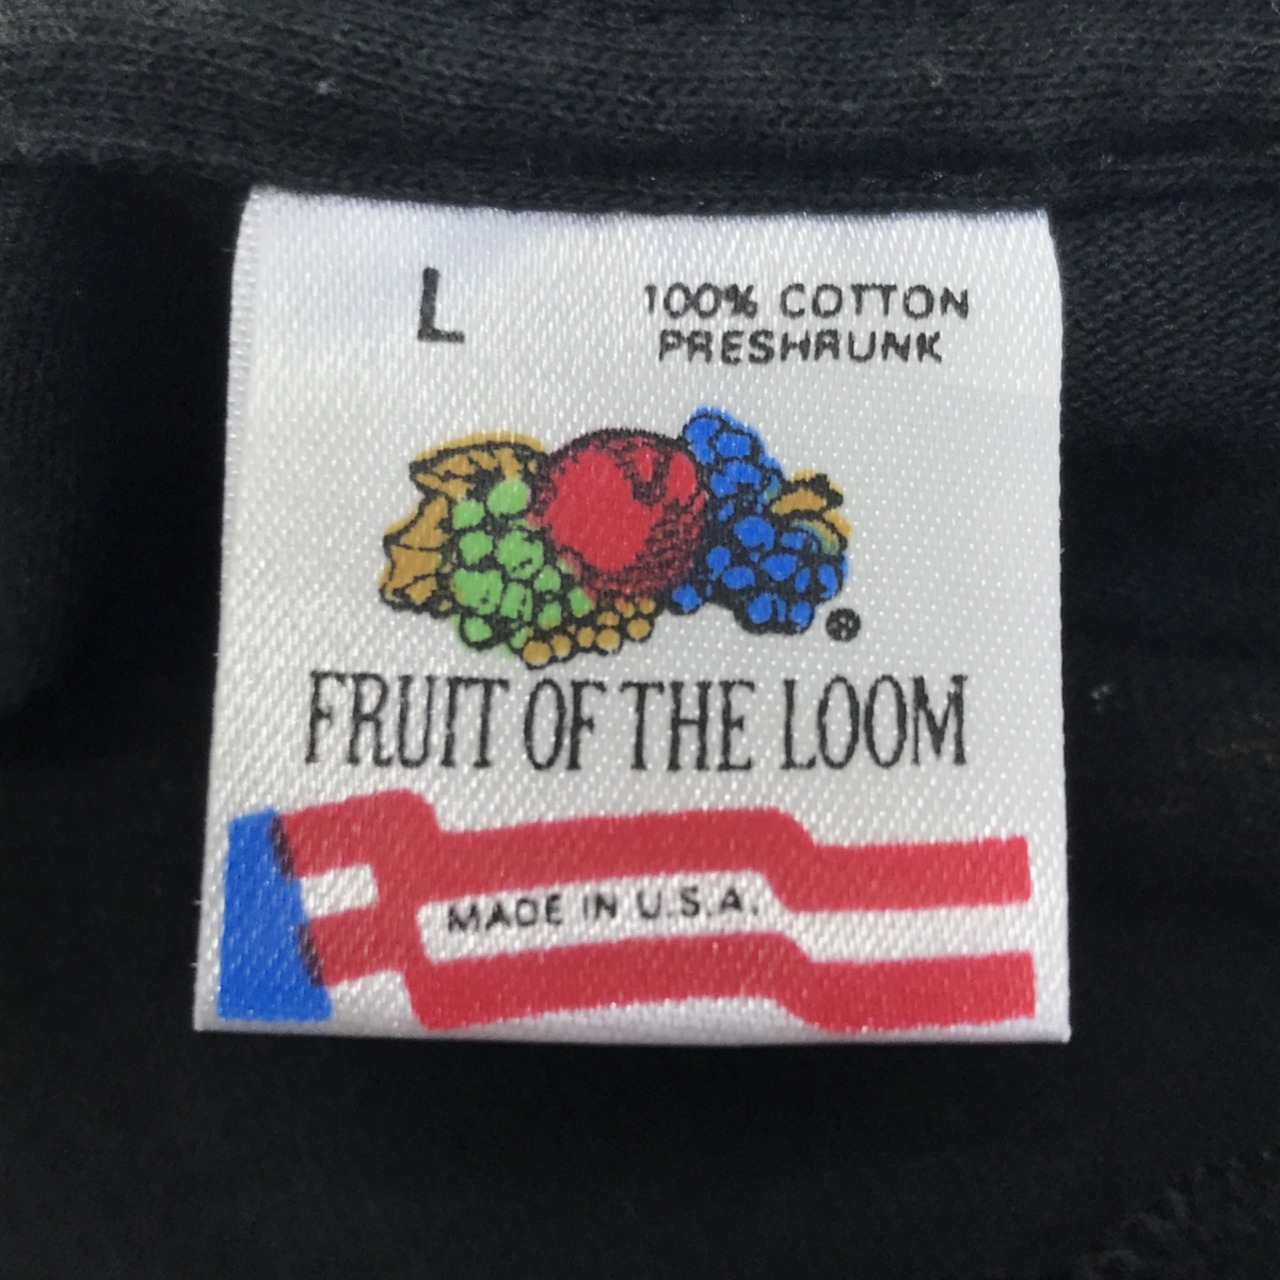 L
100% COTTON
PRESHRUNK
®
FRUIT OF THE LOOM
MADE IN U.S.A.